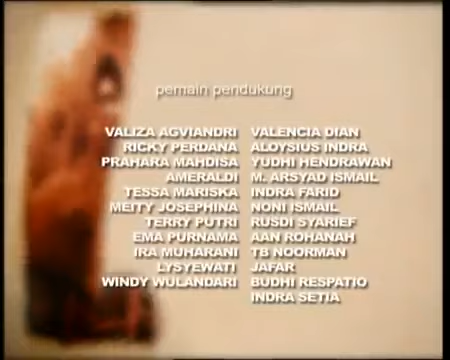 pemain pendukung
VALIZA AGVIANDRI VALENCIA DIAN
RICKY PERDANA ALOYSIUS INDRA
PRAHARA MAHDISA YUDHI HENDRAWAN
AMERALDI M. ARSYAD ISMAIL
TESSA MARISKA INDRA FARID
MEITY JOSEPHINA NONI ISMAIL
TERRY PUTRI RUSDI SYARIEF
EMA PURNAMA AAN ROHANAH
IRA MUHARANI TB NOORMAN
LYSYEWATI JAFAR
WINDY WULANDARI BUDHI RESPATIO
INDRA SETIA